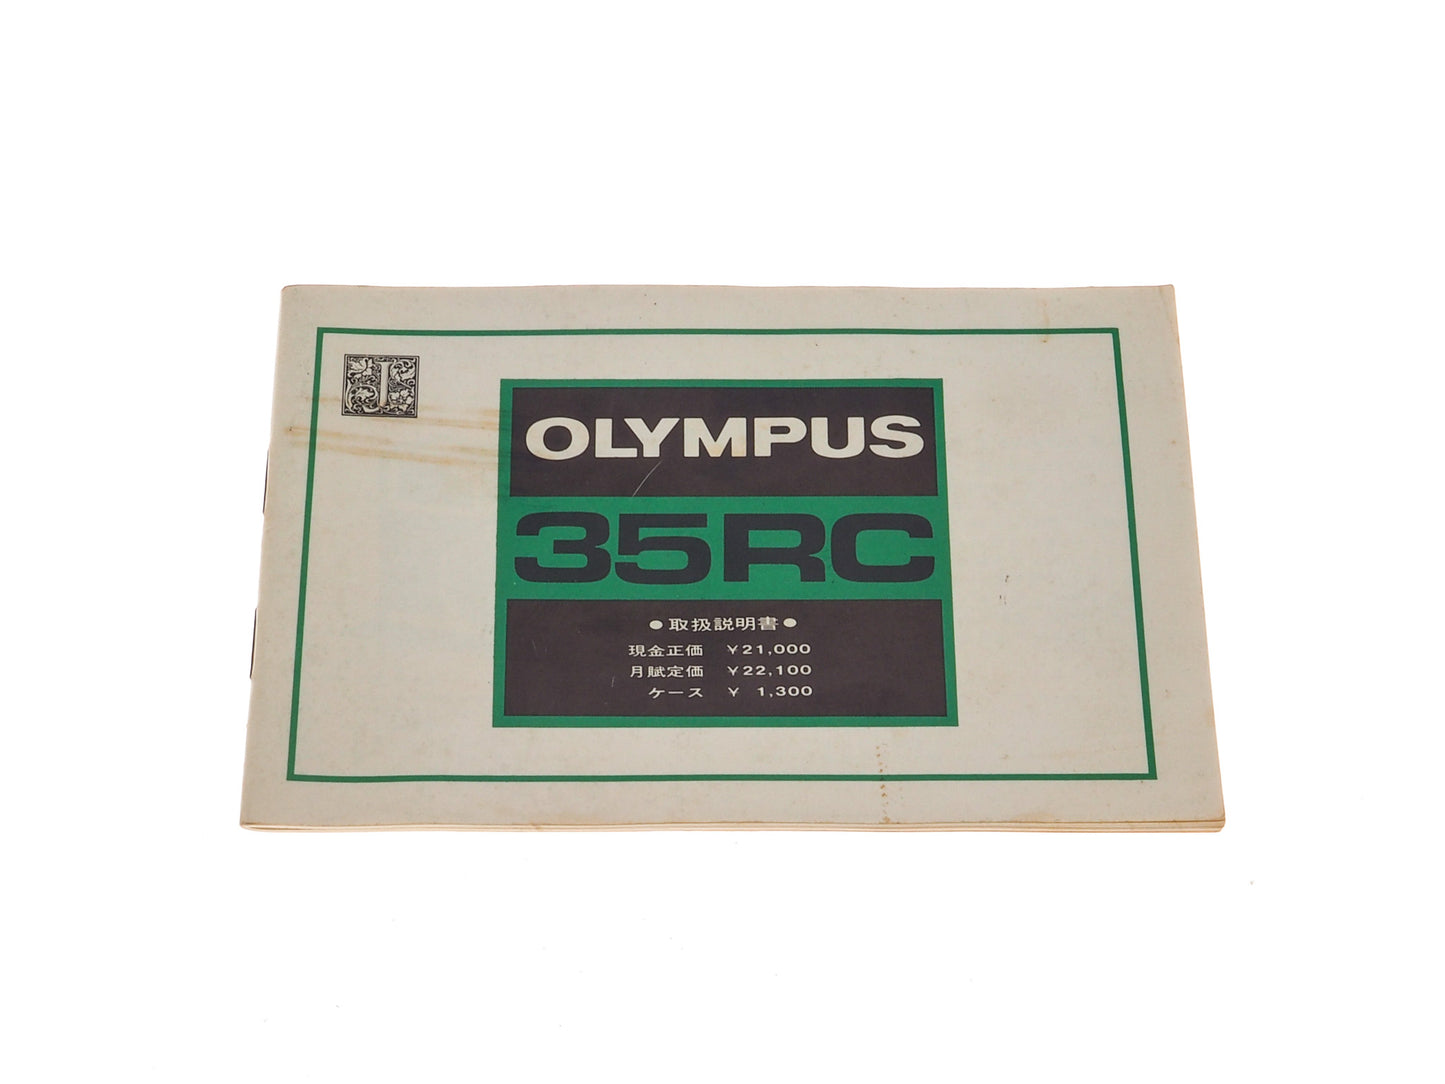 J
OLYMPUS
35RC
●取扱説明書●
現金正価 ¥21,000
月賦定価 ¥22,100
ケース ¥ 1,300